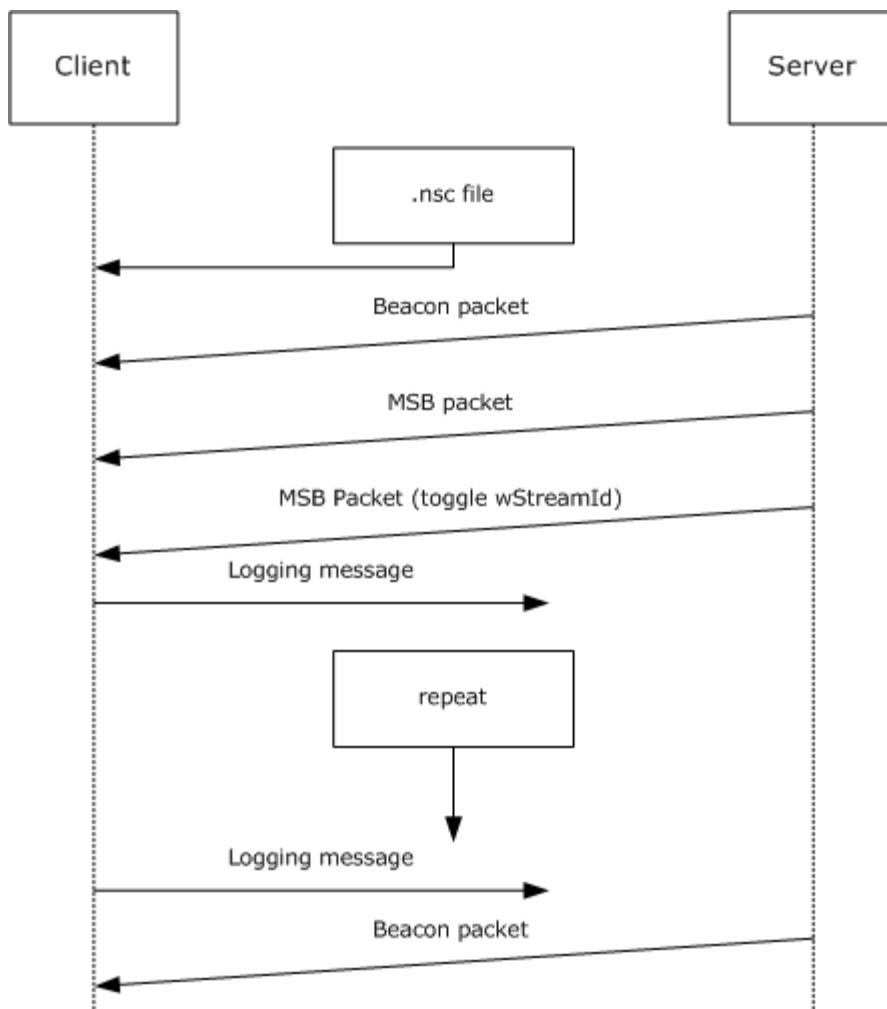 Client
Server
.nsc file
Beacon packet
MSB packet
MSB Packet (toggle wStreamId)
Logging message
repeat
Logging message
Beacon packet